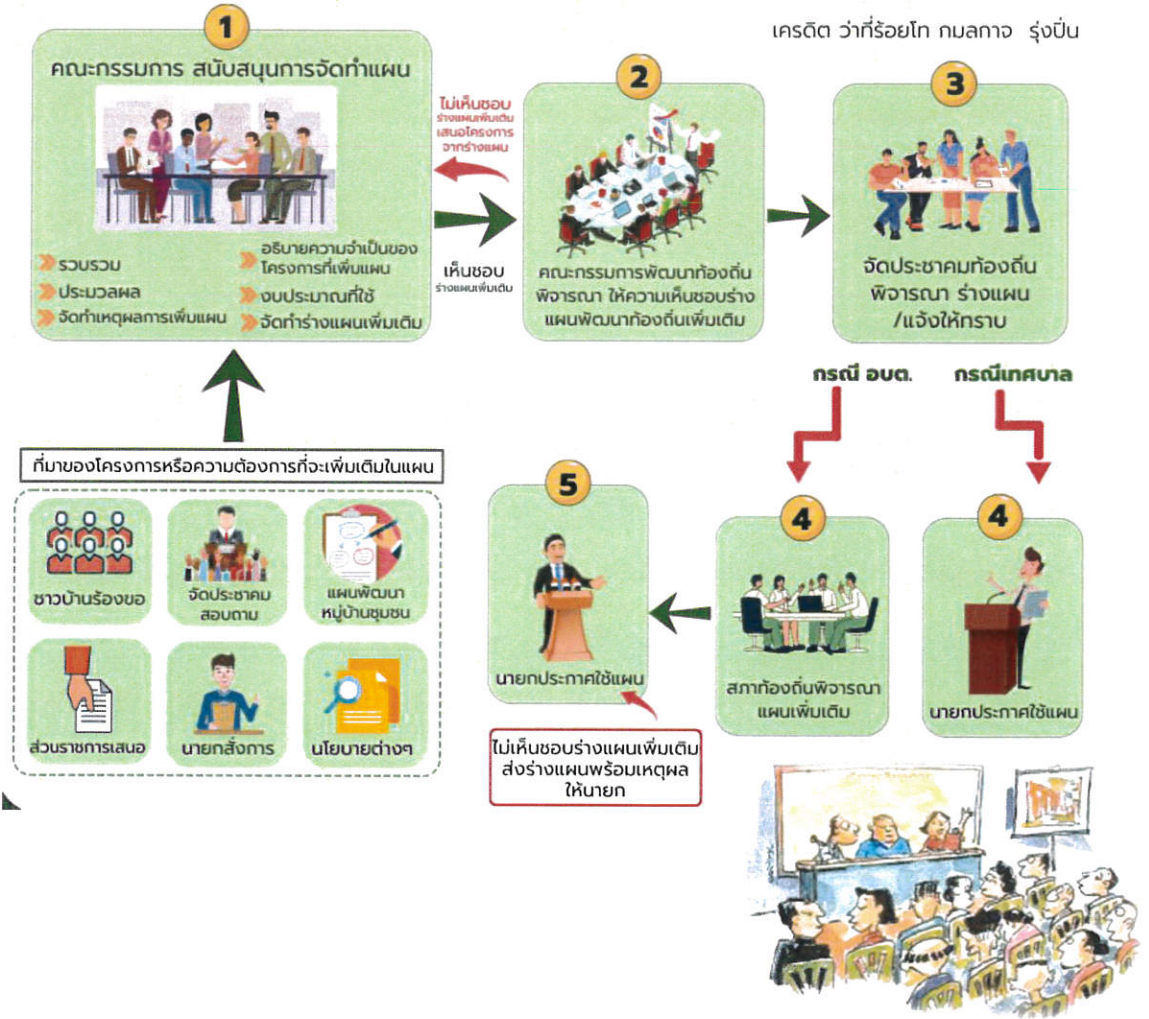 เครดิต ว่าที่ร้อยโท กมลกาจ รุ่งปิ่น
1
คณะกรรมการ สนับสนุนการจัดทำแผน
รวบรวม
ประมวลผล
จัดทำเหตุผลการเพิ่มแผน
อธิบายความจำเป็นของ
โครงการที่เพิ่มแผน
งบประมาณที่ใช้
จัดทำร่างแผนเพิ่มเติม
ไม่เห็นชอบ
ร่างแผนเพิ่มเติม
เสนอโครงการ
จากร่างแผน
เห็นชอบ
ร่างแผนเพิ่มเติม
2
คณะกรรมการพัฒนาท้องถิ่น
พิจารณา ให้ความเห็นชอบร่าง
แผนพัฒนาท้องถิ่นเพิ่มเติม
3
จัดประชาคมท้องถิ่น
พิจารณา ร่างแผน
/แจ้งให้ทราบ
กรณี อบต.
กรณีเทศบาล
ที่มาของโครงการหรือความต้องการที่จะเพิ่มเติมในแผน
ชาวบ้านร้องขอ
จัดประชาคม
สอบถาม
แผนพัฒนา
หมู่บ้านชุมชน
ส่วนราชการเสนอ
นายกสั่งการ
นโยบายต่างๆ
5
นายกประกาศใช้แผน
4
สภาท้องถิ่นพิจารณา
แผนเพิ่มเติม
4
นายกประกาศใช้แผน
ไม่เห็นชอบร่างแผนเพิ่มเติม
ส่งร่างแผนพร้อมเหตุผล
ให้นายก